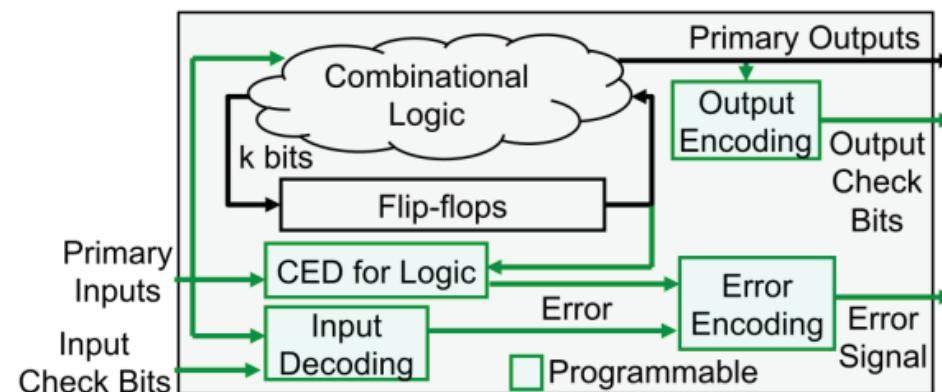 Primary Outputs
Combinational
Logic
Output
Encoding
k bits
Output
Check
Bits
Flip-flops
Primary
Inputs
CED for Logic
Error
Error
Encoding
Input
Decoding
Error
Signal
Input
Check Bits
Programmable